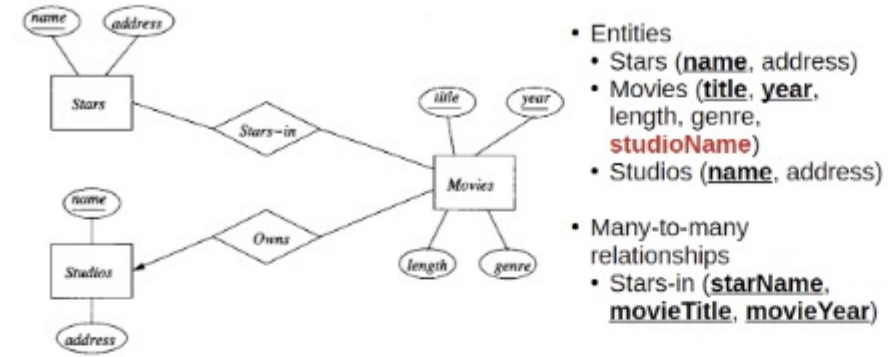 name
address
Stars
Stars-in
title
year
Movies
length
genre
name
Owns
Studios
address
• Entities
• Stars (name, address)
• Movies (title, year,
length, genre,
studioName)
• Studios (name, address)
• Many-to-many
relationships
• Stars-in (starName,
movieTitle, movieYear)